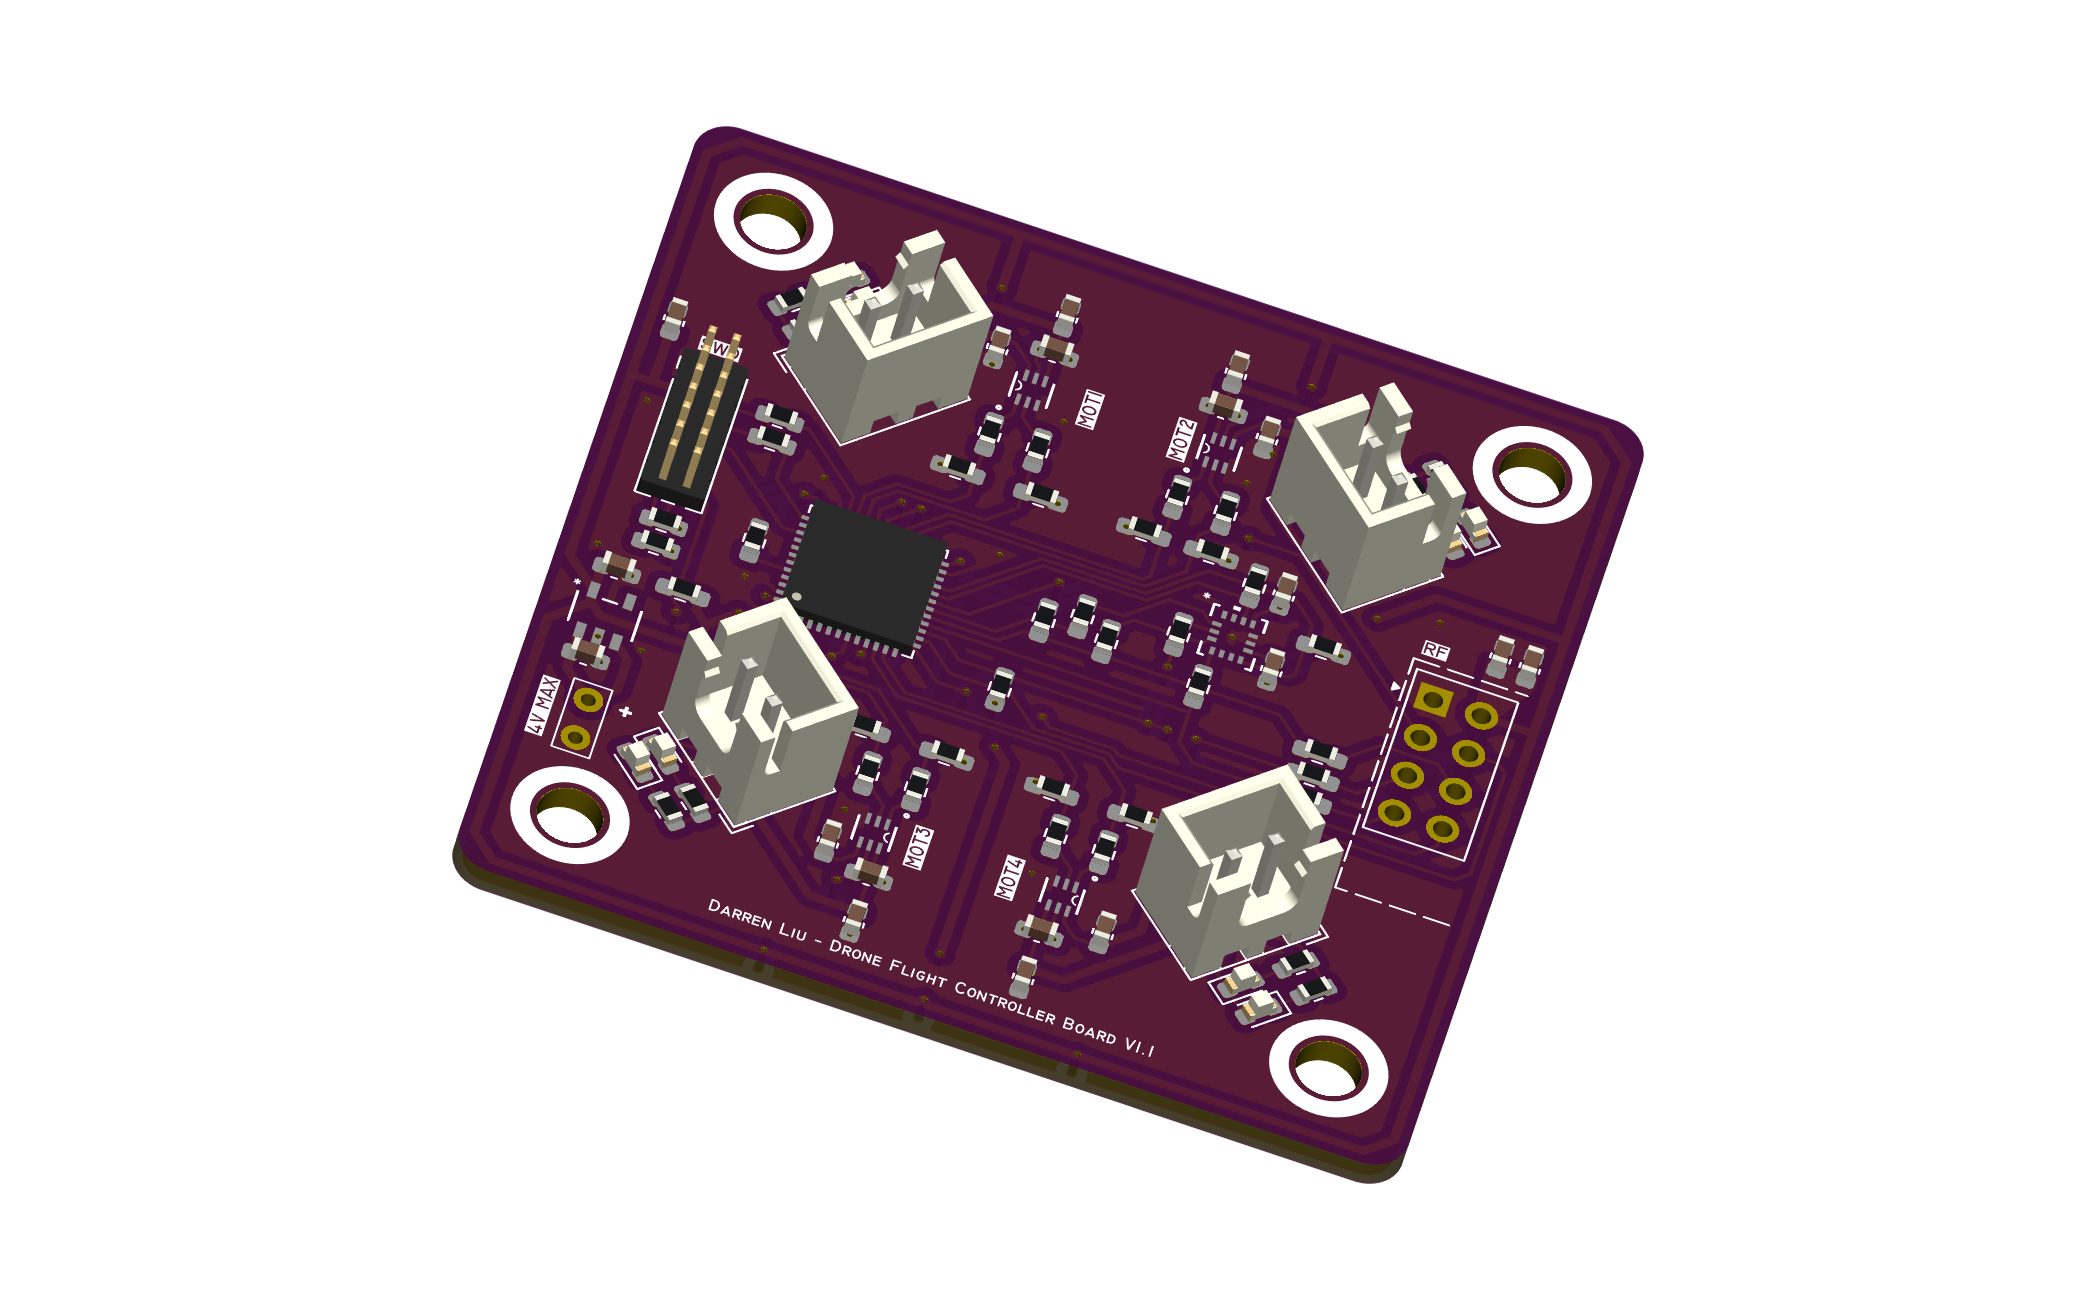 SWD
MOT1
MOT2
RF
4V MAX
+
MOT3
MOT4
Darren Liu - Drone Flight Controller Board V1.1